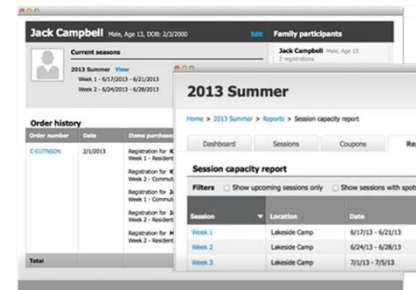 Jack Campbell Male, Age 13, DOB: 2/3/2000 Edit
Family participants
Current seasons
2013 Summer View
Week 1 - 6/17/2013 - 6/21/2013
Week 2 - 6/24/2013 - 6/28/2013
Jack Campbell Male, Age 13
2 registrations
Order history
Order number Date Items purchase
2/1/2013
Registration for K
Week 1 - Resident
Registration for K
Week 2 - Commut
Registration for J
Week 1 - Commut
Registration for J
Week 2 - Resident
Registration for M
Week 2 - Resident
Total
2013 Summer
Home > 2013 Summer > Reports > Session capacity report
Dashboard Sessions Coupons Re
Session capacity report
Filters Show upcoming sessions only Show sessions with spots
Session Location Date
Week 1 Lakeside Camp 6/17/13 - 6/21/13
Week 2 Lakeside Camp 6/24/13 - 6/28/13
Week 3 Lakeside Camp 7/1/13 - 7/5/13